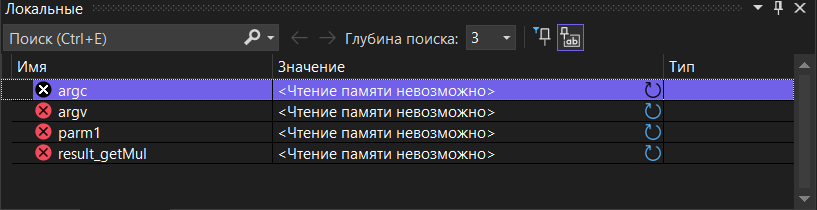 Локальные
Поиск (Ctrl+E) Глубина поиска: 3
Имя Значение Тип
argc <Чтение памяти невозможно>
argv <Чтение памяти невозможно>
parm1 <Чтение памяти невозможно>
result_getMul <Чтение памяти невозможно>